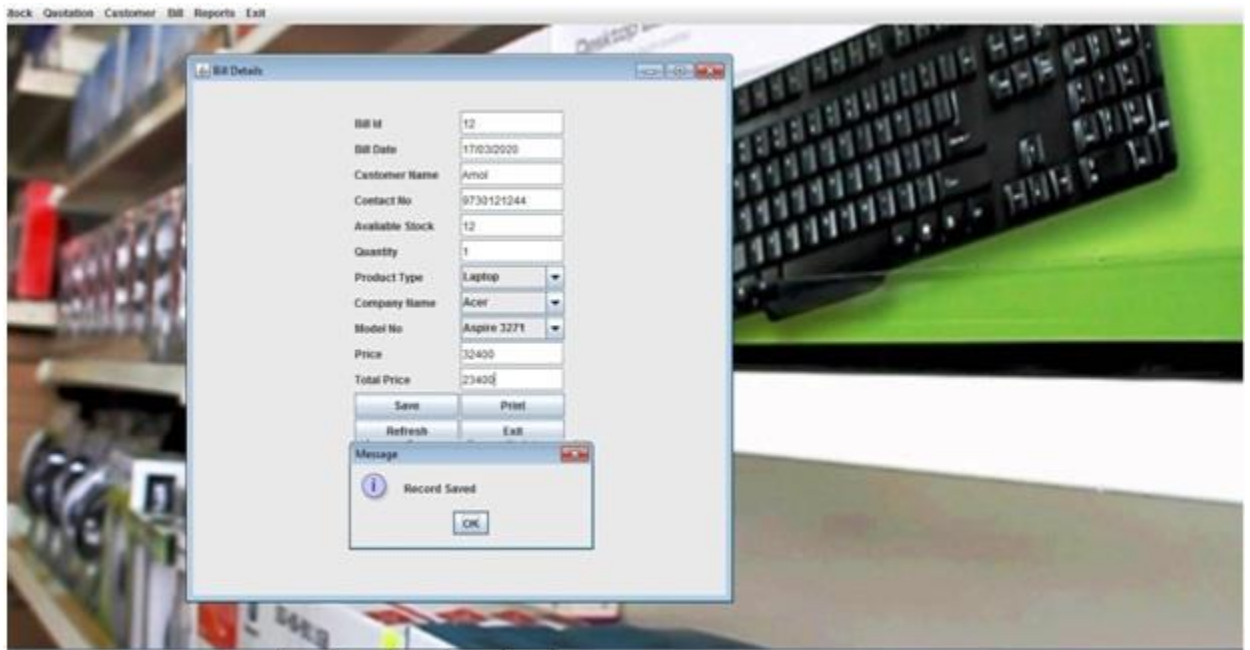 tock Quotation Customer Bill Reports Exit
Desktop
Bill Details
Bill Id 12
Bill Date 17/03/2020
Customer Name Amol
Contact No 9730121244
Available Stock 12
Quantity 1
Product Type Laptop
Company Name Acer
Model No Aspire 3271
Price 32400
Total Price 23400
Save Print
Refresh Exit
Message
Record Saved
OK